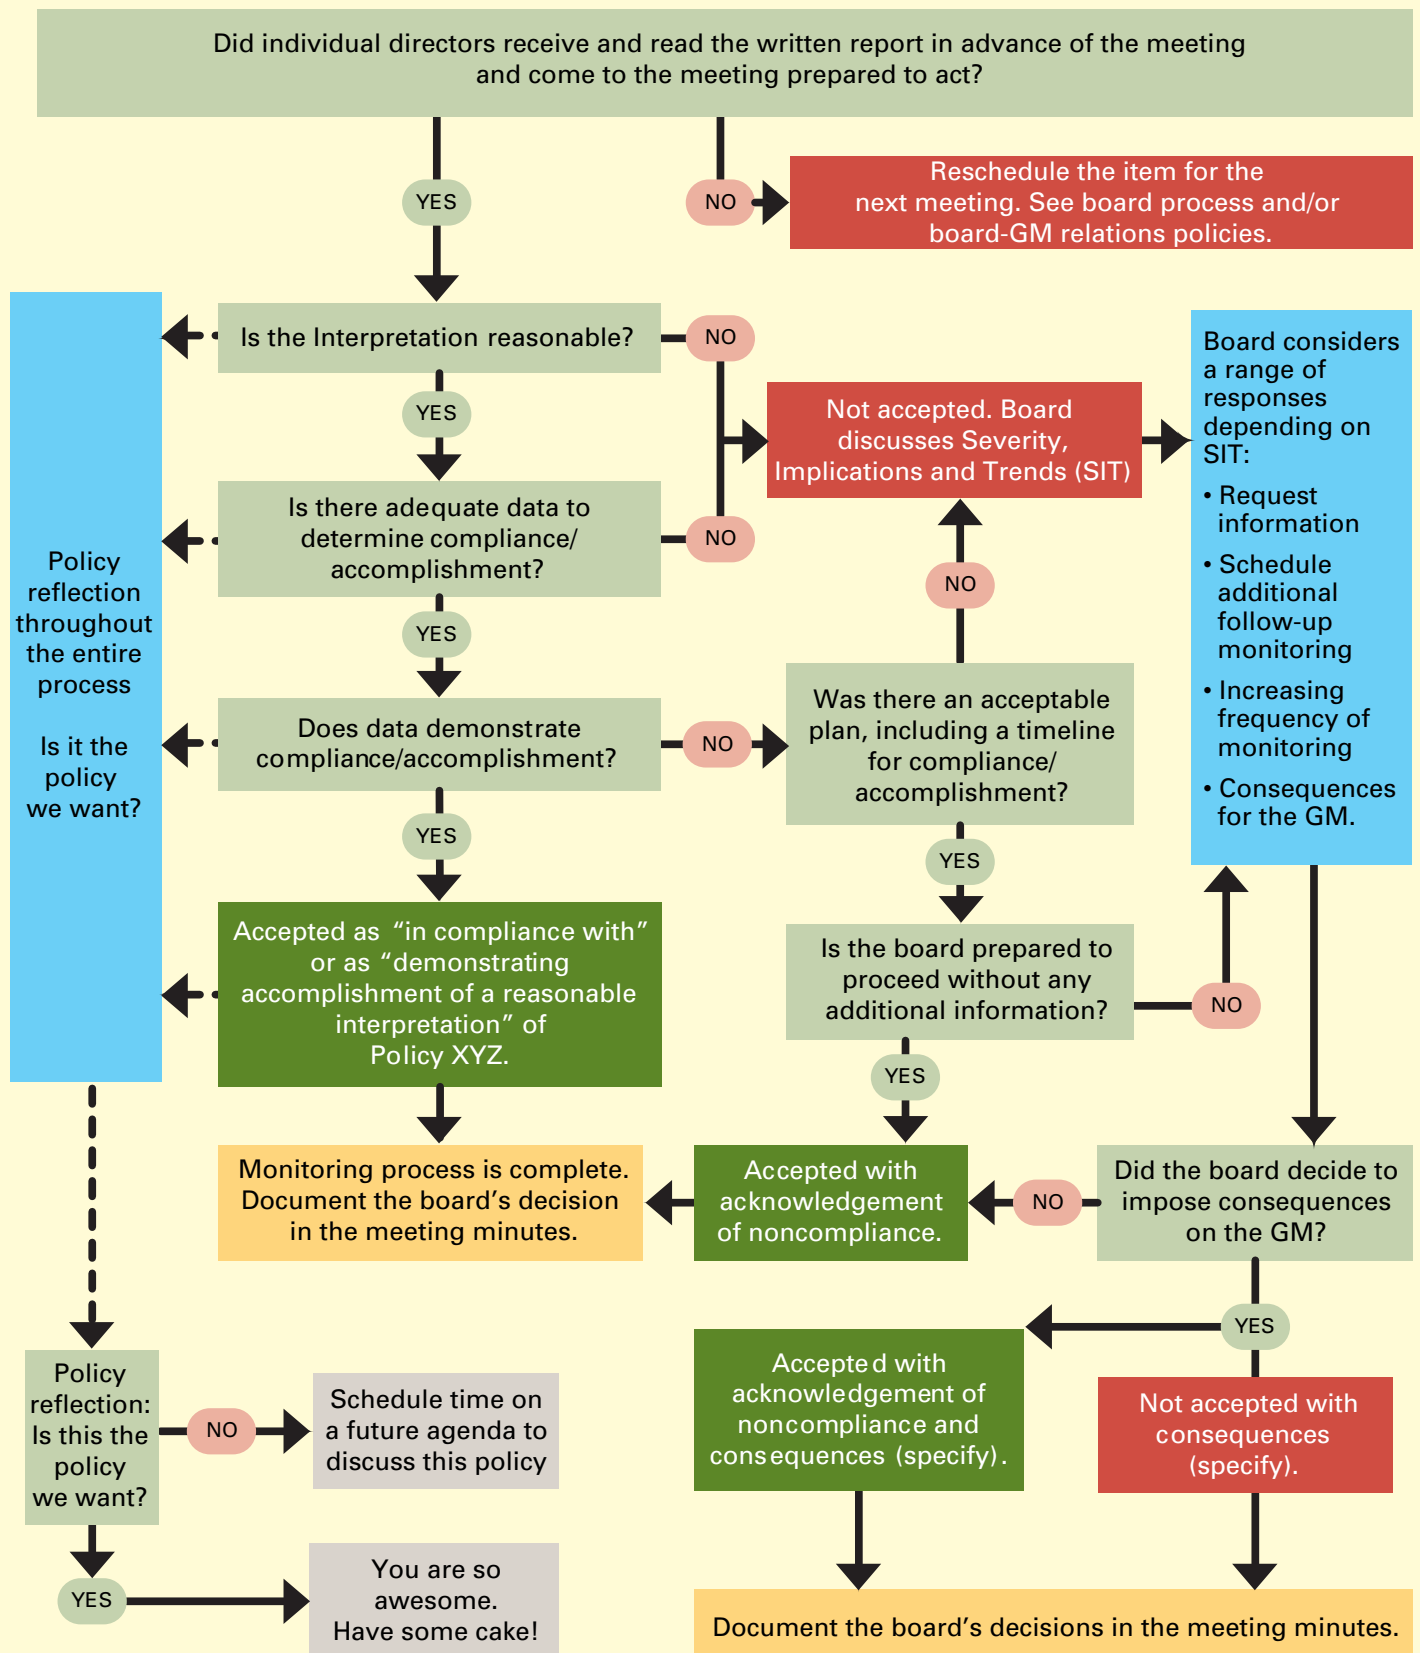 Did individual directors receive and read the written report in advance of the meeting
and come to the meeting prepared to act?
YES
NO
Reschedule the item for the
next meeting. See board process and/or
board-GM relations policies.
Is the Interpretation reasonable?
NO
YES
Is there adequate data to
determine compliance/
accomplishment?
NO
YES
Does data demonstrate
compliance/accomplishment?
NO
YES
Accepted as “in compliance with”
or as “demonstrating
accomplishment of a reasonable
interpretation” of
Policy XYZ.
Monitoring process is complete.
Document the board’s decision
in the meeting minutes.
Policy
reflection
throughout
the entire
process
Is it the
policy
we want?
Not accepted. Board
discusses Severity,
Implications and Trends (SIT)
NO
Was there an acceptable
plan, including a timeline
for compliance/
accomplishment?
YES
Is the board prepared to
proceed without any
additional information?
NO
YES
Accepted with
acknowledgement
of noncompliance.
Board considers
a range of
responses
depending on
SIT:
• Request
information
• Schedule
additional
follow-up
monitoring
• Increasing
frequency of
monitoring
• Consequences
for the GM.
Did the board decide to
impose consequences
on the GM?
NO
YES
Accepted with
acknowledgement of
noncompliance and
consequences (specify).
Not accepted with
consequences
(specify).
Document the board’s decisions in the meeting minutes.
Policy
reflection:
Is this the
policy
we want?
NO
Schedule time on
a future agenda to
discuss this policy
YES
You are so
awesome.
Have some cake!